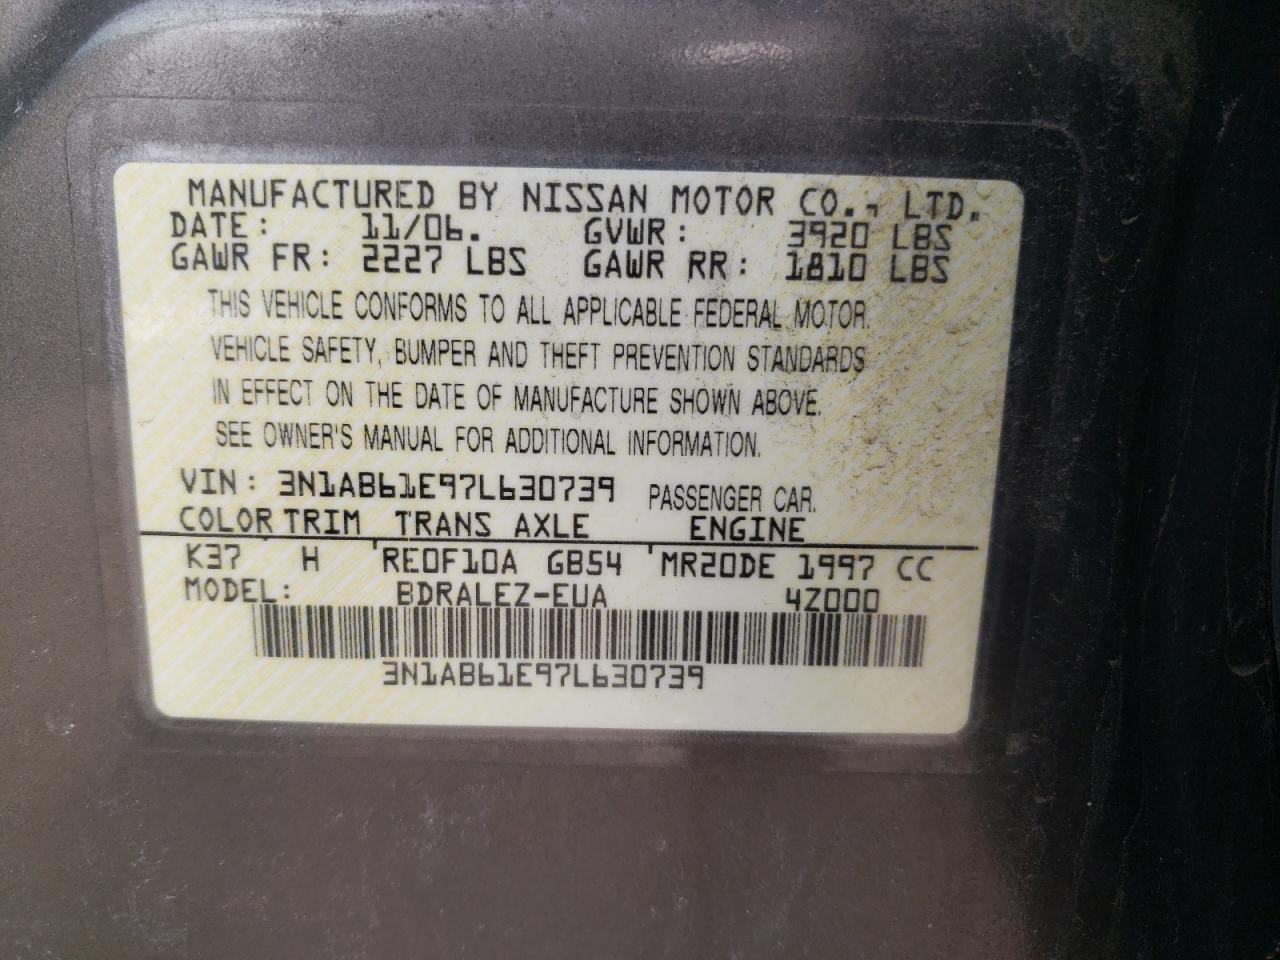 MANUFACTURED BY NISSAN MOTOR CO., LTD.
DATE: 11/06. GVWR: 3920 LBS
GAWR FR: 2227 LBS GAWR RR: 1810 LBS
THIS VEHICLE CONFORMS TO ALL APPLICABLE FEDERAL MOTOR
VEHICLE SAFETY, BUMPER AND THEFT PREVENTION STANDARDS
IN EFFECT ON THE DATE OF MANUFACTURE SHOWN ABOVE.
SEE OWNER'S MANUAL FOR ADDITIONAL INFORMATION.
VIN: 3N1AB61E97L630739 PASSENGER CAR.
COLOR TRIM TRANS AXLE ENGINE
K37 H RE0F10A GB54 MR20DE 1997 CC
MODEL: BDRALEZ-EUA 4Z000
3N1AB61E97L630739